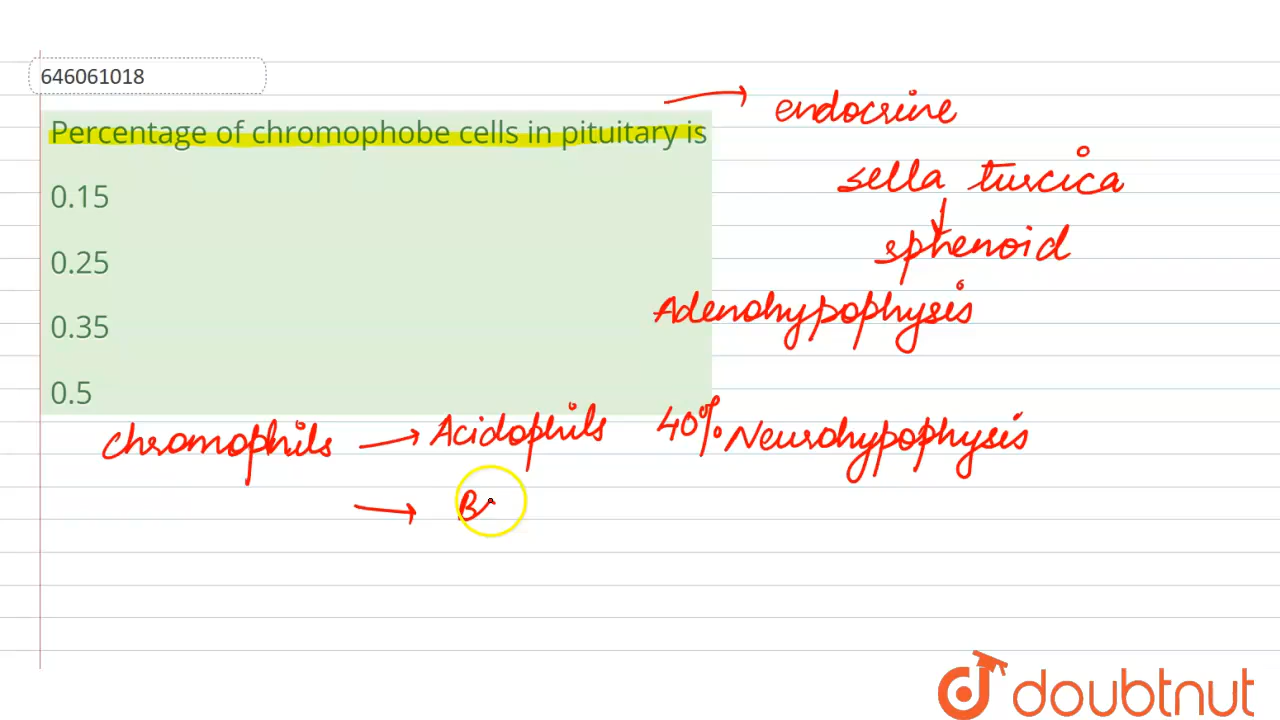 646061018
Percentage of chromophobe cells in pituitary is
0.15
0.25
0.35
0.5
endocrine
sella turcica
sphenoid
Adenohypophysis
Neurohypophysis
chromophils → Acidophils 40%
→ Ba
doubtnut